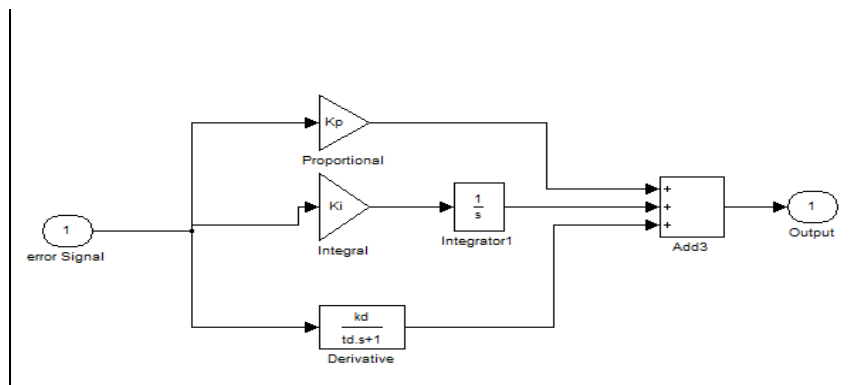 Kp
Proportional
Ki
Integral
1
s
Integrator1
1
error Signal
kd
td.s+1
Derivative
+
+
+
Add3
1
Output